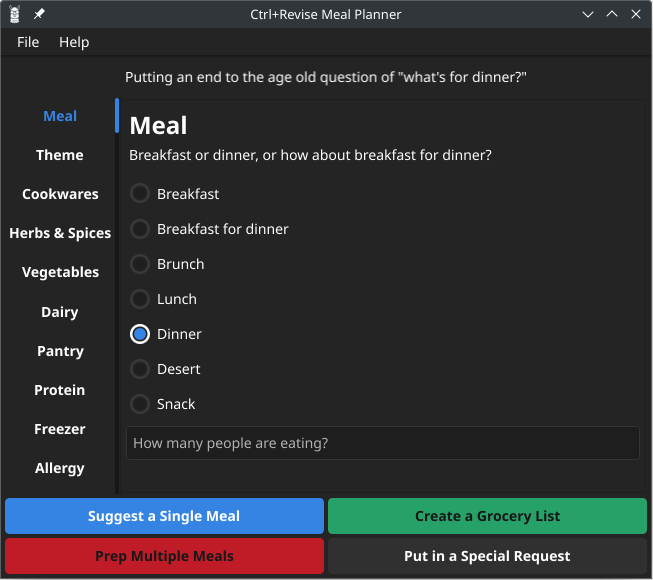 Ctrl+Revise Meal Planner
File Help
Putting an end to the age old question of "what's for dinner?"
Meal
Theme
Cookwares
Herbs & Spices
Vegetables
Dairy
Pantry
Protein
Freezer
Allergy
Meal
Breakfast or dinner, or how about breakfast for dinner?
Breakfast
Breakfast for dinner
Brunch
Lunch
Dinner
Desert
Snack
How many people are eating?
Suggest a Single Meal
Create a Grocery List
Prep Multiple Meals
Put in a Special Request